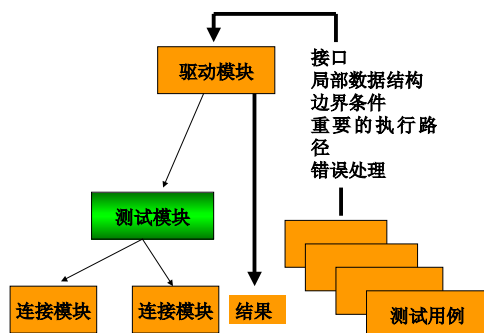 驱动模块
接口
局部数据结构
边界条件
重要的执行路
径
错误处理
测试模块
连接模块
连接模块
结果
测试用例